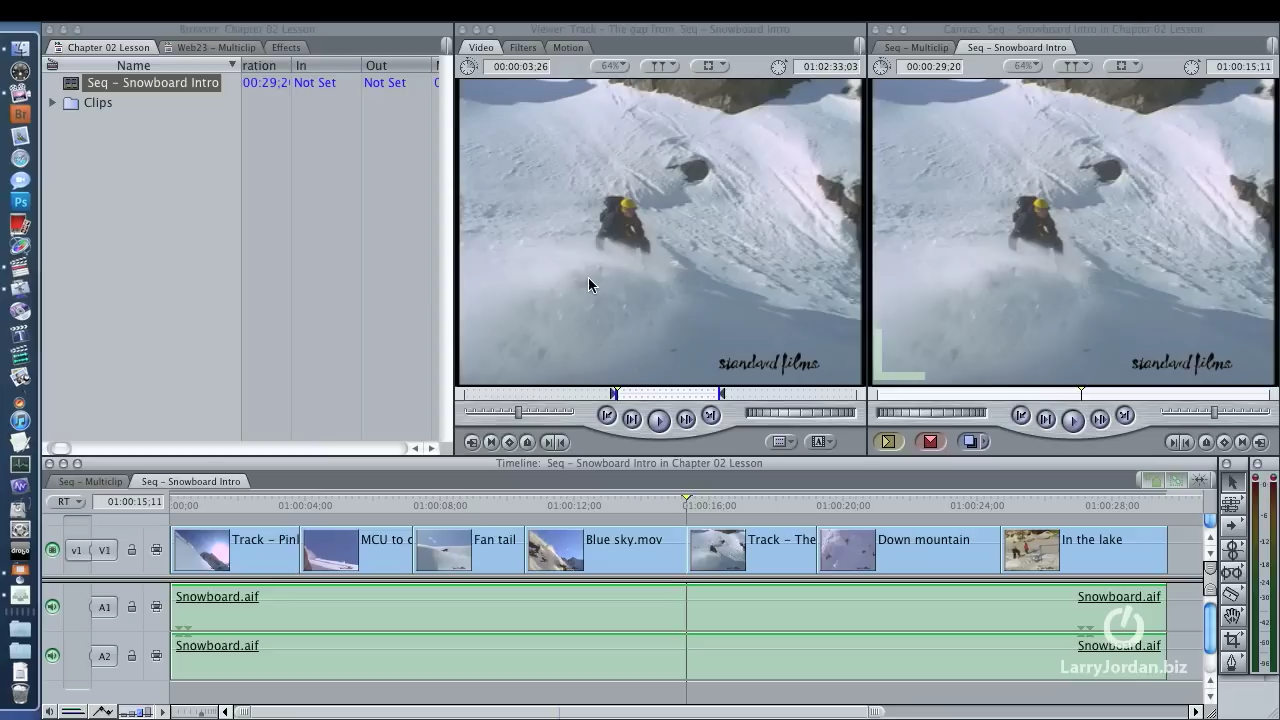 Browser: Chapter 02 Lesson
Viewer: Track - The gap from Seq - Snowboard Intro
Canvas: Seq - Snowboard Intro in Chapter 02 Lesson
Chapter 02 Lesson
Web23 - Multiclip
Effects
Video
Filters
Motion
Seq - Multiclip
Seq - Snowboard Intro
Name
ration
In
Out
00:00:03;26
64%
01:02:33;03
00:00:29;20
64%
01:00:15;11
Seq - Snowboard Intro
00:29;2
Not Set
Not Set
Clips
Br
Ps
standard films
standard films
Timeline: Seq - Snowboard Intro in Chapter 02 Lesson
Seq - Multiclip
Seq - Snowboard Intro
RT
01:00:15;11
:00;00
01:00:04;00
01:00:08;00
01:00:12;00
01:00:16;00
01:00:20;00
01:00:24;00
01:00:28;00
v1
V1
Track - Pink
MCU to c
Fan tail
Blue sky.mov
Track - The
Down mountain
In the lake
A1
Snowboard.aif
Snowboard.aif
A2
Snowboard.aif
Snowboard.aif
LarryJordan.biz